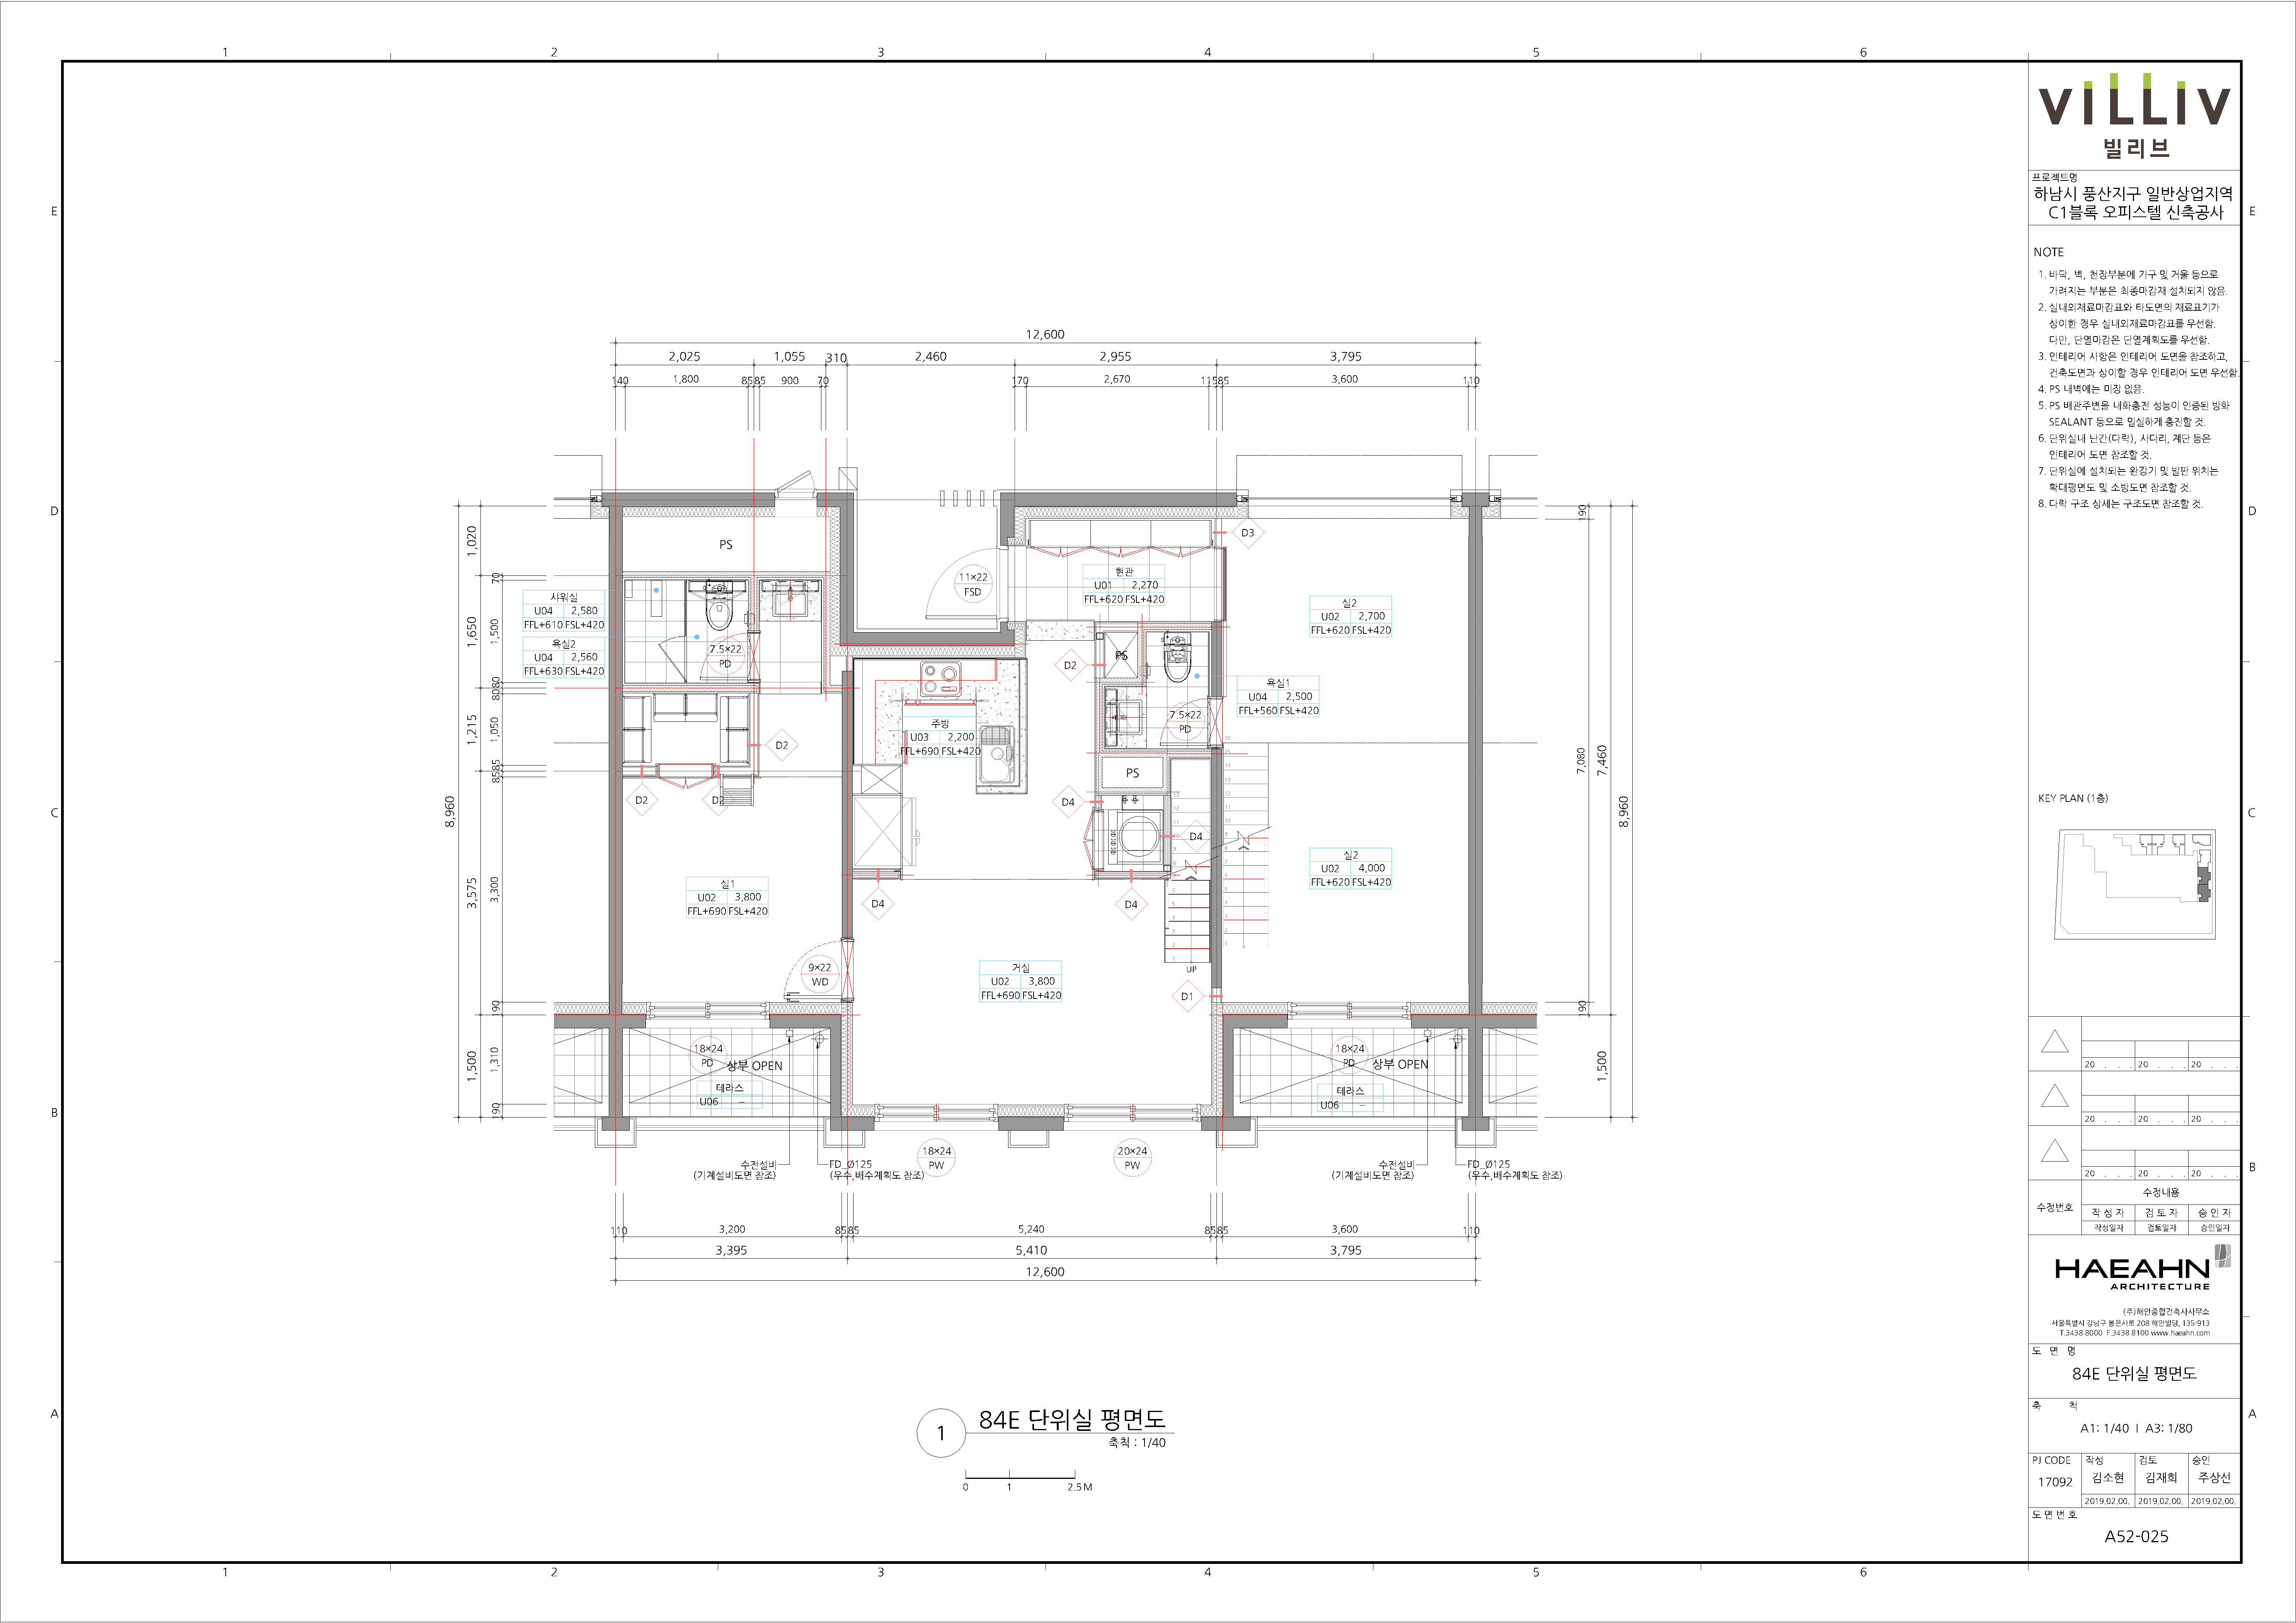 1 2 3 4 5 6
E
D
C
B
A
12,600
2,025 1,055 310 2,460 2,955 3,795
140 1,800 85 85 900 70 170 2,670 115 85 3,600 110
8,960
1,020
1,650
1,215
3,575
1,500
70
1,500
80 80
1,050
85 85
3,300
190
1,310
190
PS
샤워실
U04 2,580
FFL+610 FSL+420
욕실2
U04 2,560
FFL+630 FSL+420
7.5×22
PD
11×22
FSD
현관
U01 2,270
FFL+620 FSL+420
D3
실2
U02 2,700
FFL+620 FSL+420
D2
PS
욕실1
U04 2,500
FFL+560 FSL+420
7.5×22
PD
주방
U03 2,200
FFL+690 FSL+420
D2
D2
D2
PS
D4
D4
D4
D4
실1
U02 3,800
FFL+690 FSL+420
실2
U02 4,000
FFL+620 FSL+420
9×22
WD
거실
U02 3,800
FFL+690 FSL+420
UP
D1
190
7,080
190
7,460
1,500
8,960
18×24
PD
상부 OPEN
테라스
U06 –
18×24
PD
상부 OPEN
테라스
U06 –
수전설비
(기계설비도면 참조)
FD_Ø125
(우수,배수계획도 참조)
18×24
PW
20×24
PW
수전설비
(기계설비도면 참조)
FD_Ø125
(우수,배수계획도 참조)
110 3,200 85 85 5,240 85 85 3,600 110
3,395 5,410 3,795
12,600
1
84E 단위실 평면도
축척 : 1/40
0 1 2.5 M
VILLIV
빌리브
프로젝트명
하남시 풍산지구 일반상업지역
C1블록 오피스텔 신축공사
NOTE
1. 바닥, 벽, 천장부분에 가구 및 거울 등으로
가려지는 부분은 최종마감재 설치되지 않음.
2. 실내외재료마감표와 타도면의 재료표기가
상이한 경우 실내외재료마감표를 우선함.
다만, 단열마감은 단열계획도를 우선함.
3. 인테리어 사항은 인테리어 도면을 참조하고,
건축도면과 상이할 경우 인테리어 도면 우선함.
4. PS 내벽에는 미장 없음.
5. PS 배관주변을 내화충전 성능이 인증된 방화
SEALANT 등으로 밀실하게 충진할 것.
6. 단위실내 난간(다락), 사다리, 계단 등은
인테리어 도면 참조할 것.
7. 단위실에 설치되는 완강기 및 발판 위치는
확대평면도 및 소방도면 참조할 것.
8. 다락 구조 상세는 구조도면 참조할 것.
KEY PLAN (1층)
20 . . . 20 . . . 20 . . .
20 . . . 20 . . . 20 . . .
20 . . . 20 . . . 20 . . .
수정번호
수정내용
작 성 자 검 토 자 승 인 자
작성일자 검토일자 승인일자
HAEAHN
ARCHITECTURE
(주)해안종합건축사사무소
서울특별시 강남구 봉은사로 208 해안빌딩, 135-913
T.3438 8000 F.3438 8100 www.haeahn.com
도 면 명
84E 단위실 평면도
축 척
A1: 1/40 I A3: 1/80
PJ CODE 작성 검토 승인
17092 김소현 김재희 주상선
2019.02.00. 2019.02.00. 2019.02.00.
도 면 번 호
A52-025
1 2 3 4 5 6